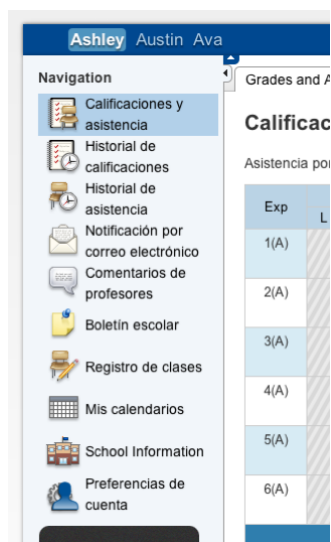 Ashley Austin Ava
Navigation
Calificaciones y
asistencia
Historial de
calificaciones
Historial de
asistencia
Notificación por
correo electrónico
Comentarios de
profesores
Boletín escolar
Registro de clases
Mis calendarios
School Information
Preferencias de
cuenta
Grades and A
Califica
Asistencia por
Exp
L
1(A)
2(A)
3(A)
4(A)
5(A)
6(A)